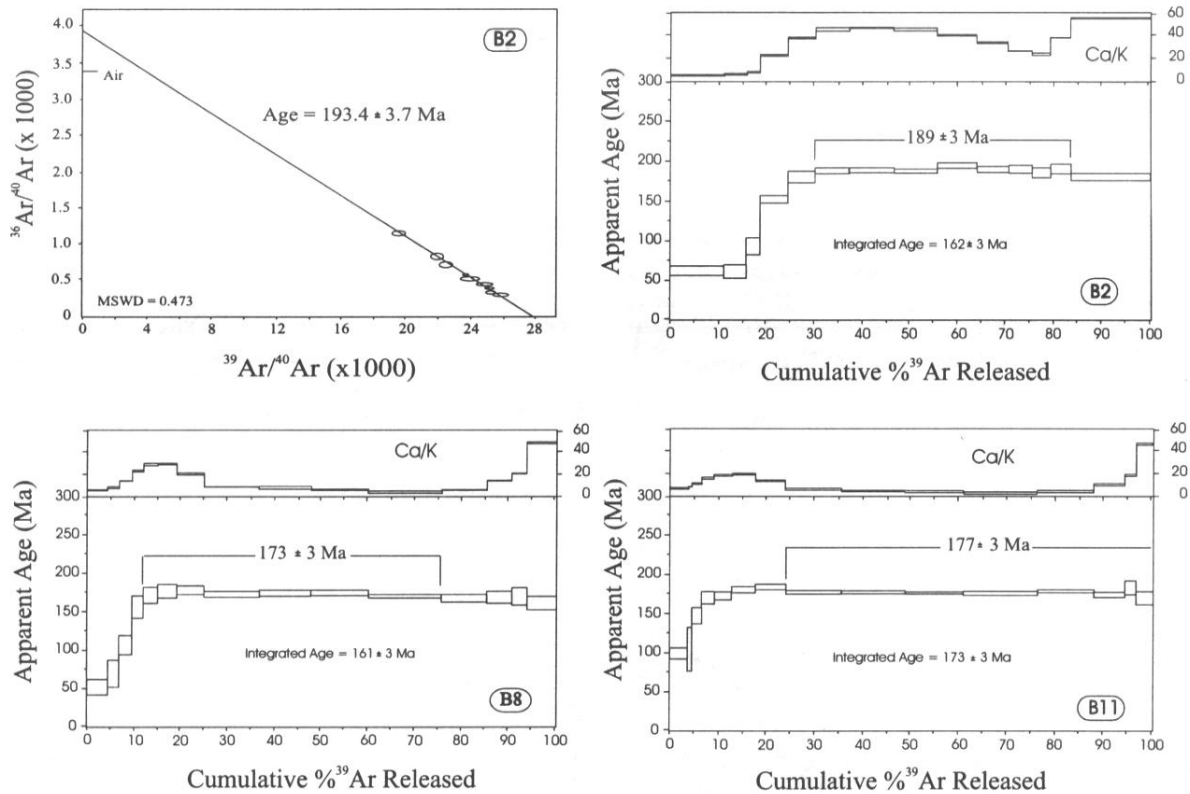 B2
Age = 193.4 ± 3.7 Ma
Air
MSWD = 0.473
4.0
3.5
3.0
2.5
2.0
1.5
1.0
0.5
0
0 4 8 12 16 20 24 28
³⁶Ar/⁴⁰Ar (x 1000)
³⁹Ar/⁴⁰Ar (x1000)
Ca/K
60
40
20
0
300
250
200
150
100
50
0
189 ±3 Ma
Integrated Age = 162± 3 Ma
B2
Apparent Age (Ma)
0 10 20 30 40 50 60 70 80 90 100
Cumulative %³⁹Ar Released
Ca/K
60
40
20
0
300
250
200
150
100
50
0
173 ± 3 Ma
Integrated Age = 161± 3 Ma
B8
Apparent Age (Ma)
0 10 20 30 40 50 60 70 80 90 100
Cumulative %³⁹Ar Released
Ca/K
60
40
20
0
300
250
200
150
100
50
0
177± 3 Ma
Integrated Age = 173 ± 3 Ma
B11
Apparent Age (Ma)
0 10 20 30 40 50 60 70 80 90 100
Cumulative %³⁹Ar Released